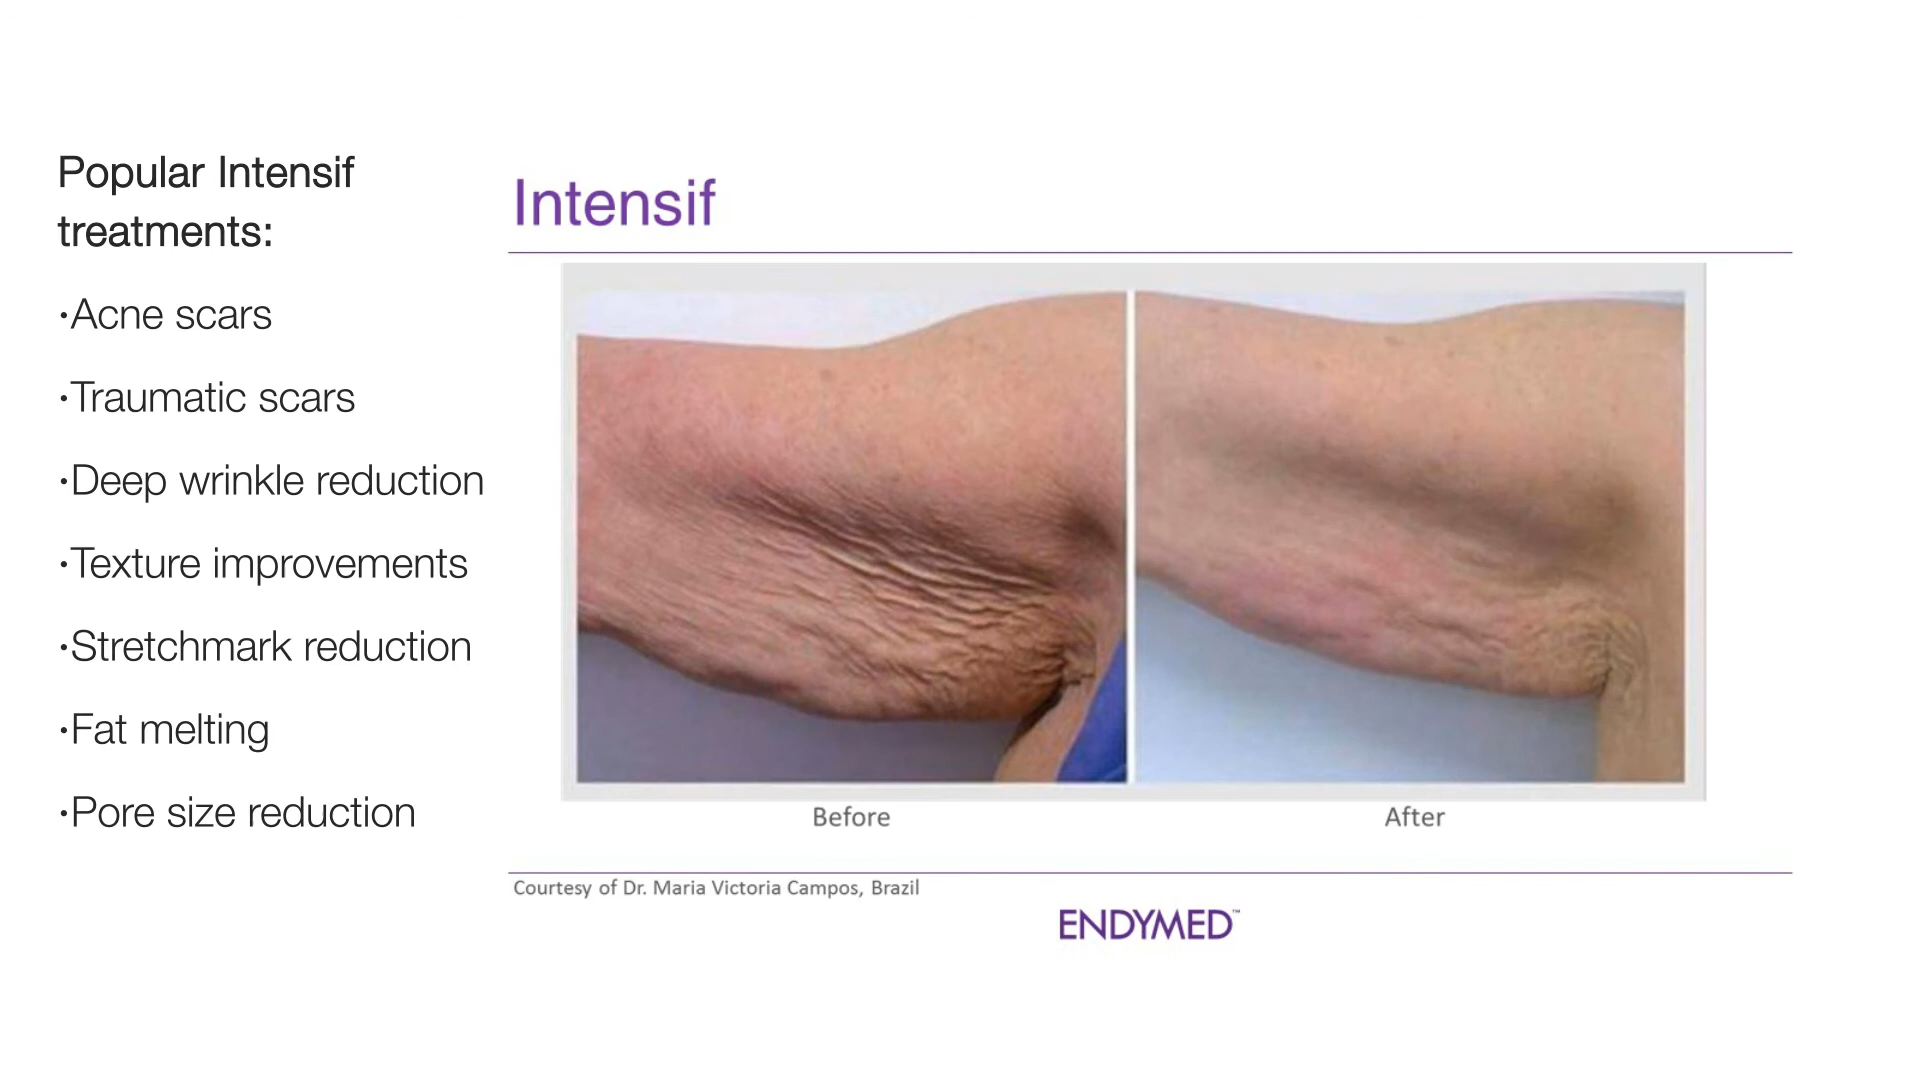 Popular Intensif
treatments:
·Acne scars
·Traumatic scars
·Deep wrinkle reduction
·Texture improvements
·Stretchmark reduction
·Fat melting
·Pore size reduction
Intensif
Before
After
Courtesy of Dr. Maria Victoria Campos, Brazil
ENDYMED™